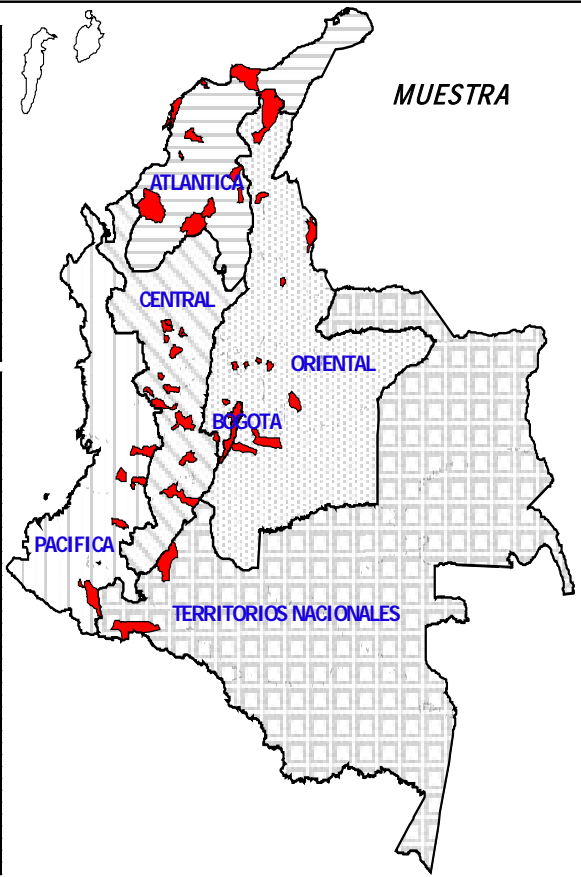 MUESTRA
ATLANTICA
CENTRAL
ORIENTAL
BOGOTA
PACIFICA
TERRITORIOS NACIONALES